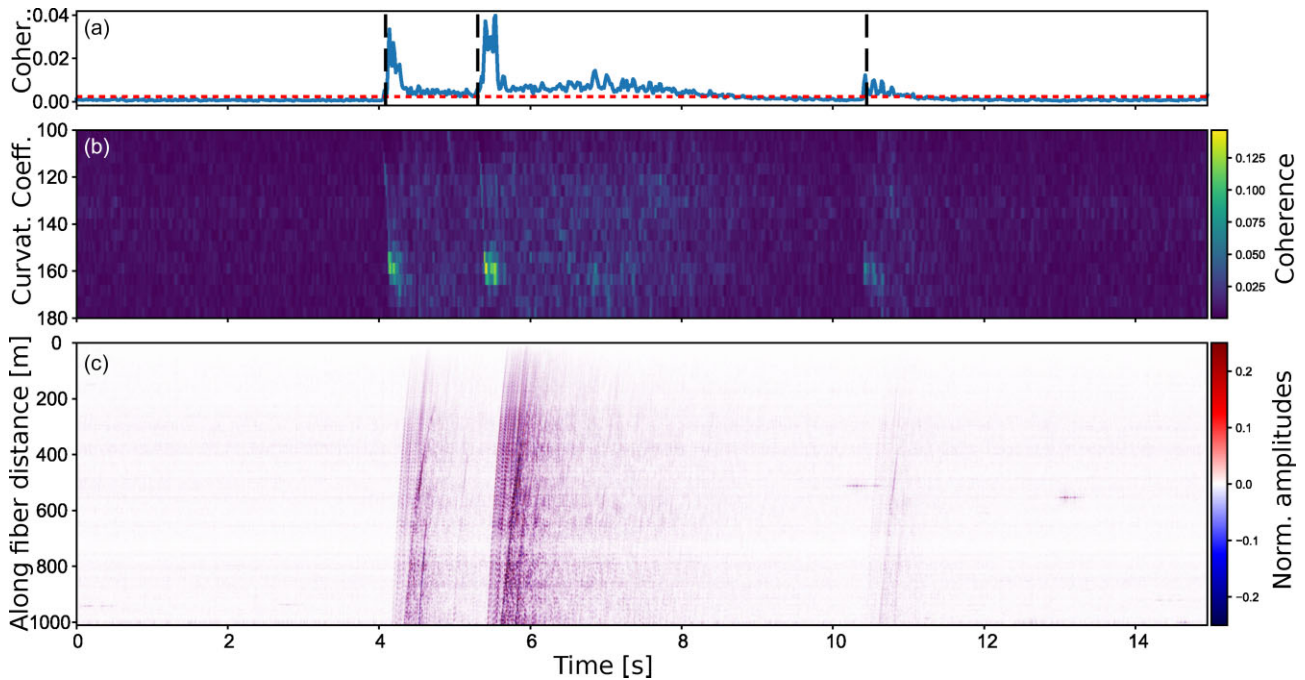 (a)
Coher..
0.04
0.02
0.00
(b)
Curvat. Coeff.
100
120
140
160
180
0.125
0.100
0.075
0.050
0.025
Coherence
(c)
Along fiber distance [m]
0
200
400
600
800
1000
0.2
0.1
0.0
−0.1
−0.2
Norm. amplitudes
0 2 4 6 8 10 12 14
Time [s]